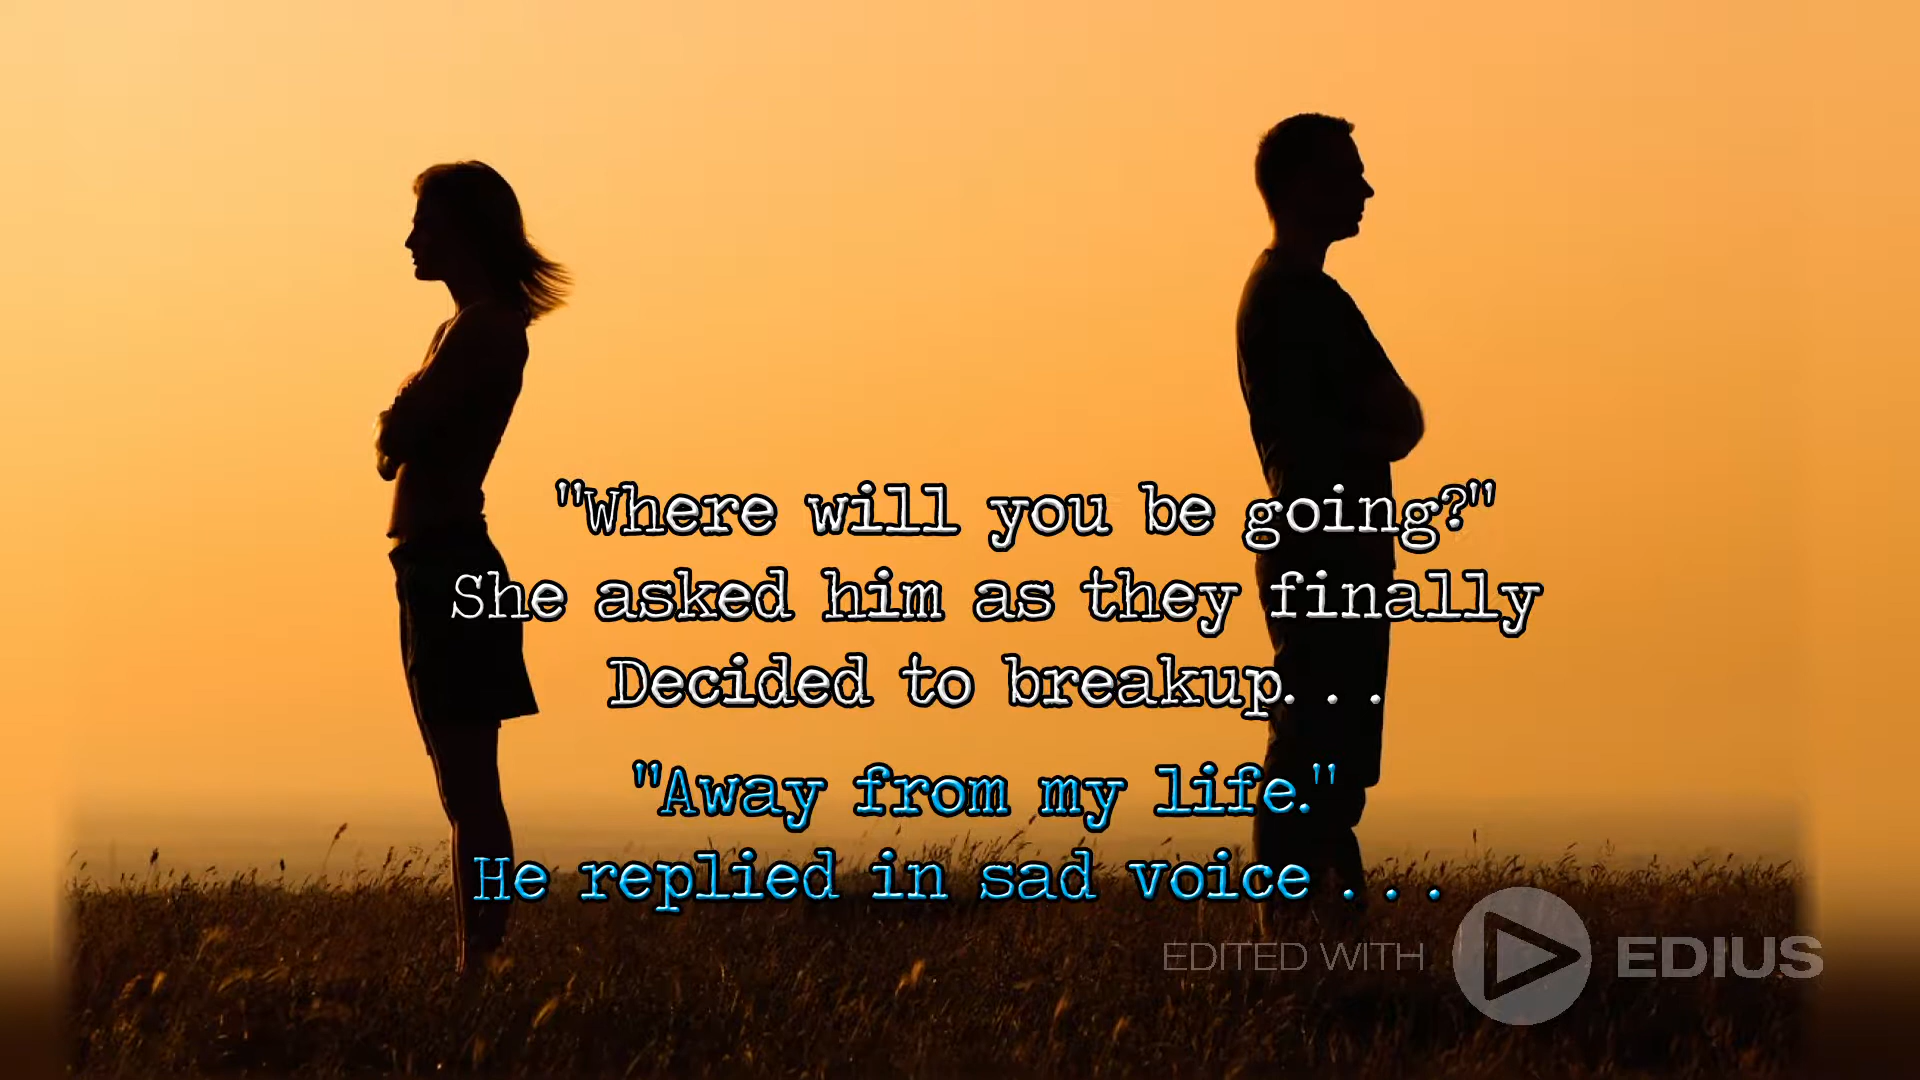 "Where will you be going?"
She asked him as they finally
Decided to breakup. . .
"Away from my life."
He replied in sad voice . . .
EDITED WITH EDIUS